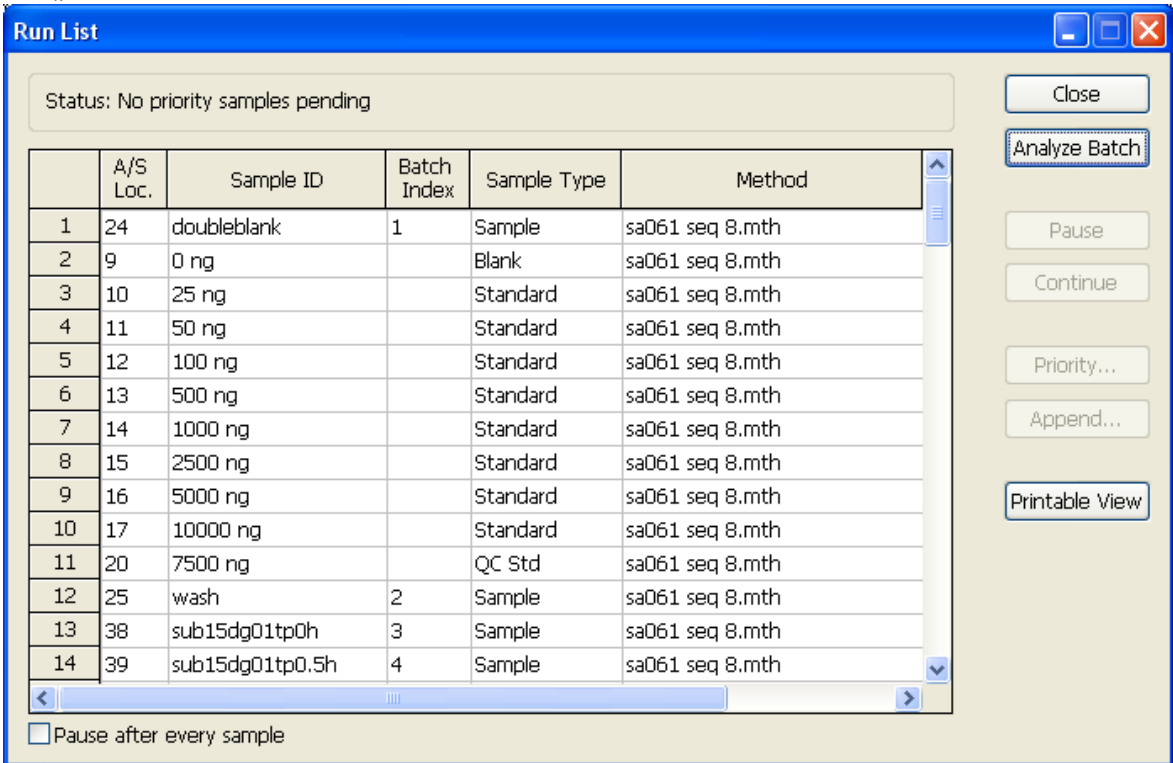 Run List
Status: No priority samples pending
Close
Analyze Batch
A/S Loc. Sample ID Batch Index Sample Type Method
1 24 doubleblank 1 Sample sa061 seq 8.mth
2 9 0 ng Blank sa061 seq 8.mth
3 10 25 ng Standard sa061 seq 8.mth
4 11 50 ng Standard sa061 seq 8.mth
5 12 100 ng Standard sa061 seq 8.mth
6 13 500 ng Standard sa061 seq 8.mth
7 14 1000 ng Standard sa061 seq 8.mth
8 15 2500 ng Standard sa061 seq 8.mth
9 16 5000 ng Standard sa061 seq 8.mth
10 17 10000 ng Standard sa061 seq 8.mth
11 20 7500 ng QC Std sa061 seq 8.mth
12 25 wash 2 Sample sa061 seq 8.mth
13 38 sub15dg01tp0h 3 Sample sa061 seq 8.mth
14 39 sub15dg01tp0.5h 4 Sample sa061 seq 8.mth
Pause
Continue
Priority...
Append...
Printable View
Pause after every sample